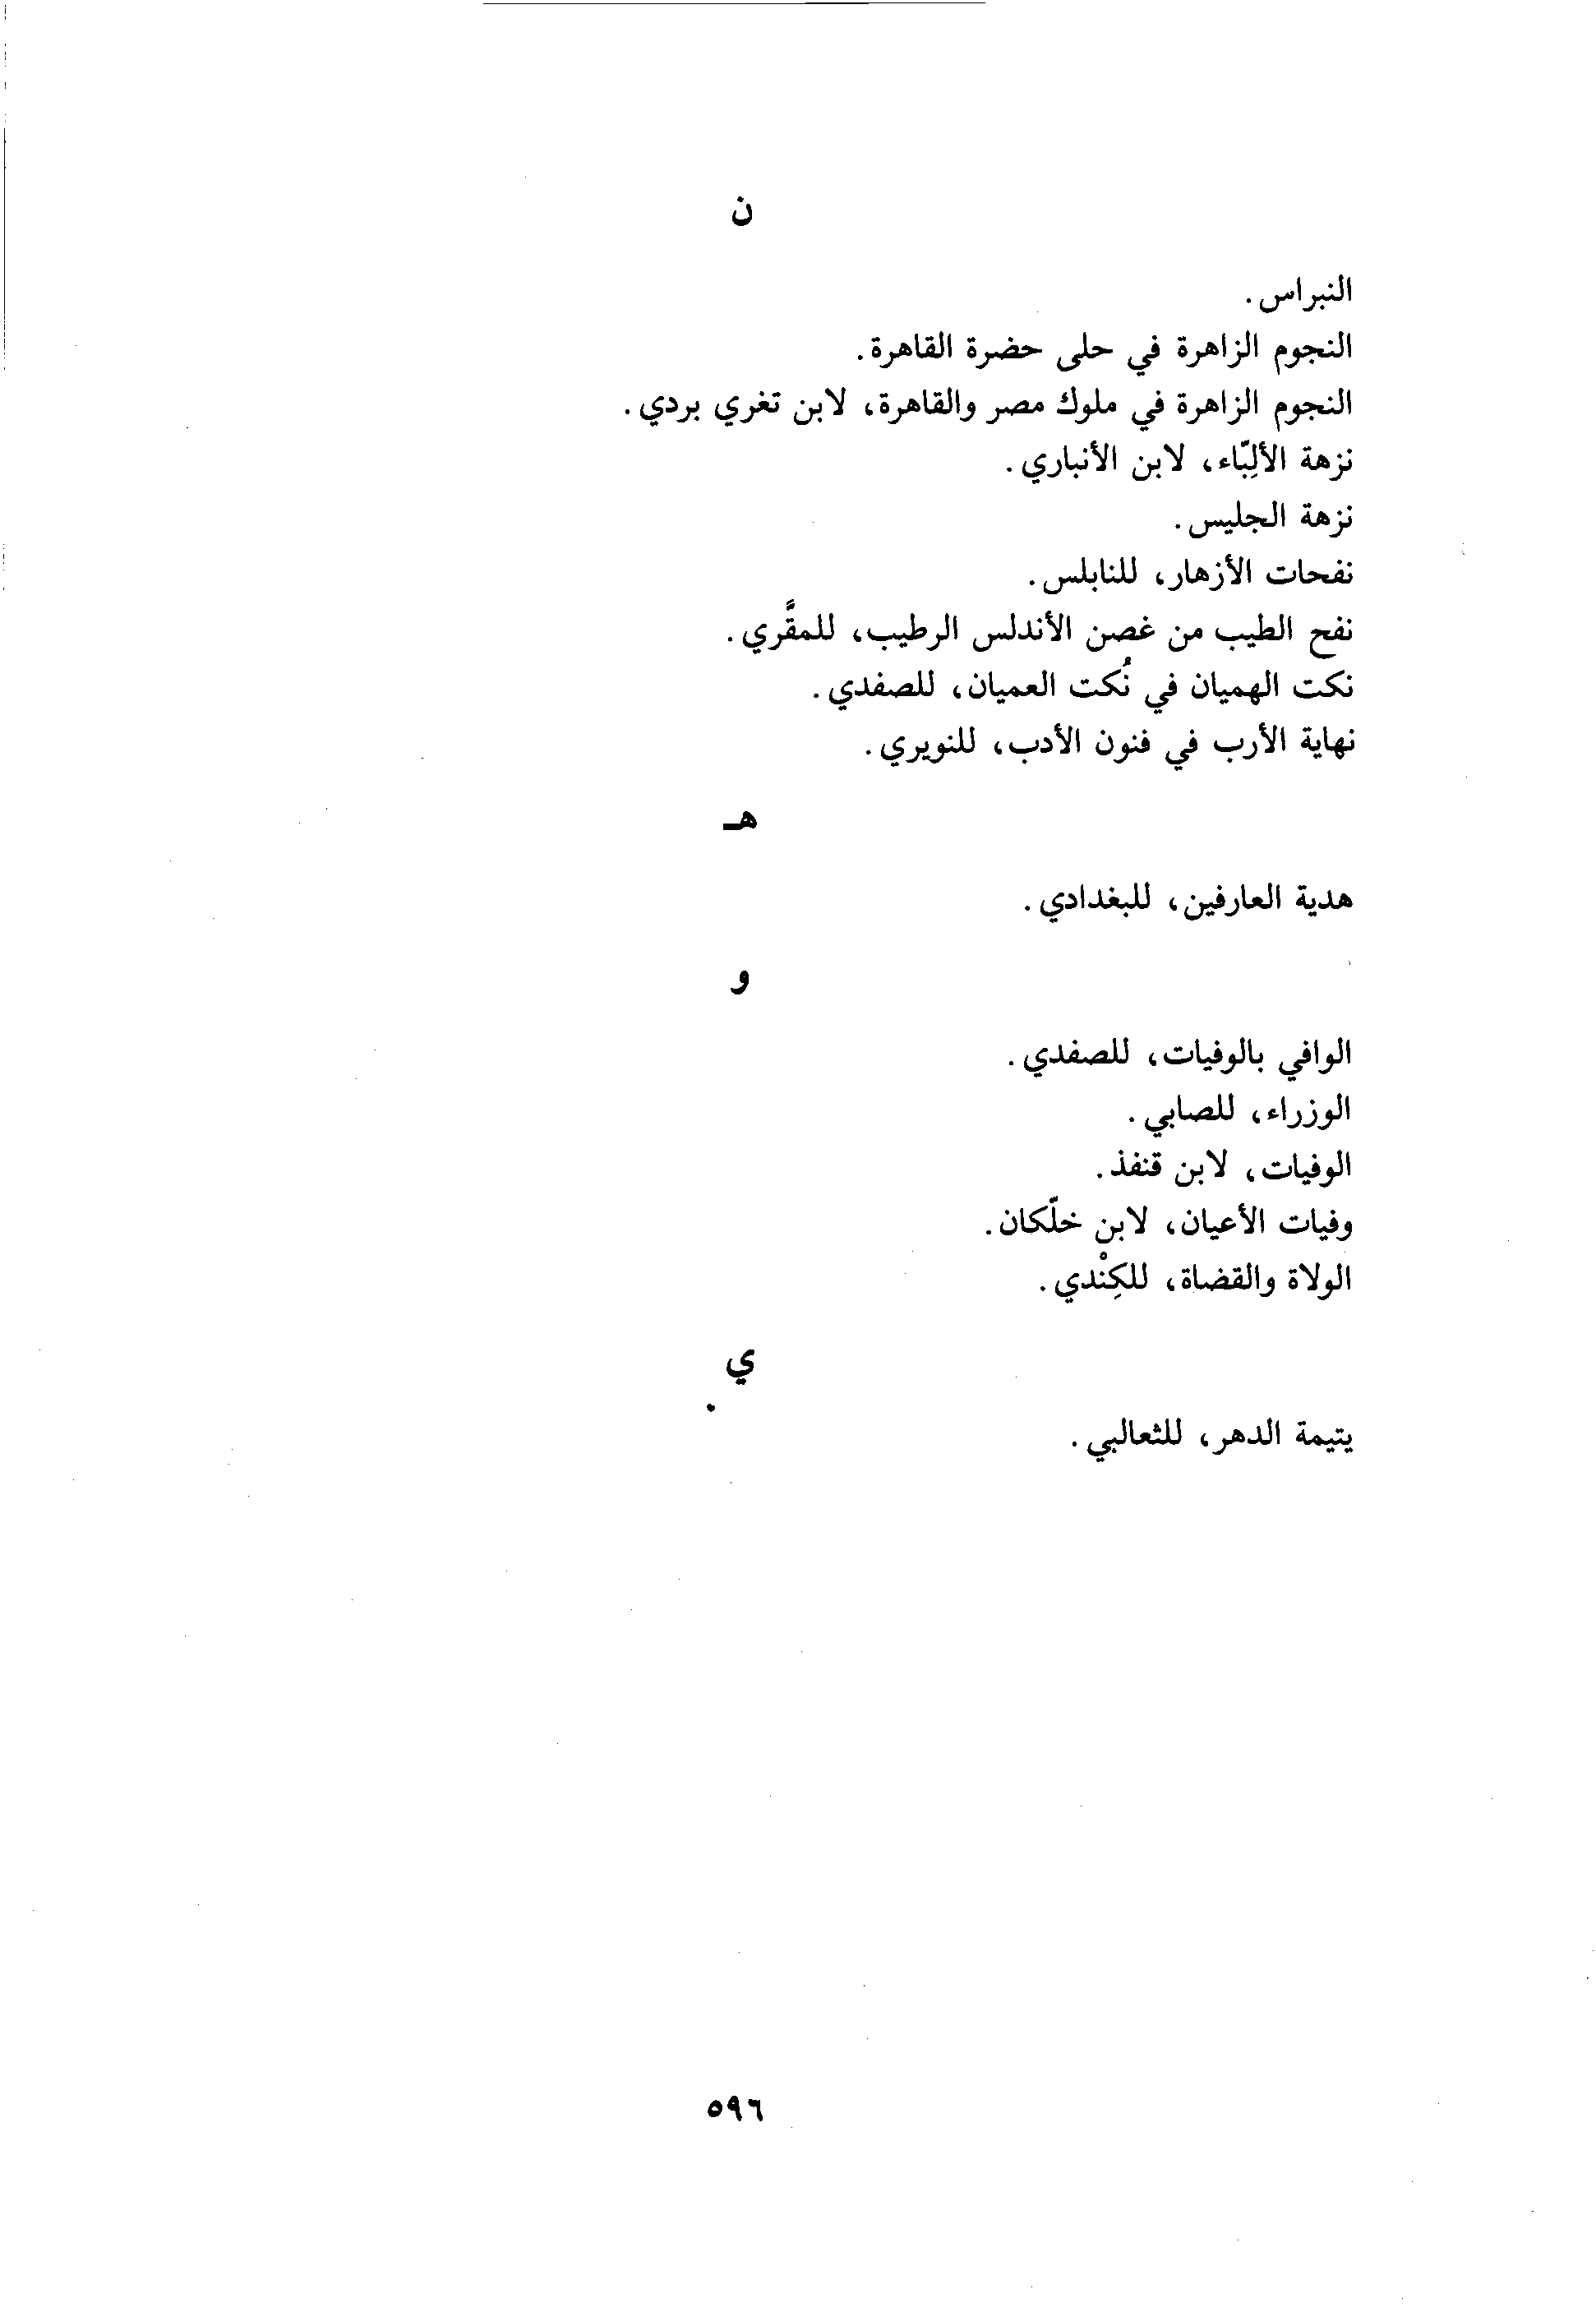 ن
النبراس.
النجوم الزاهرة في حلى حضرة القاهرة.
النجوم الزاهرة في ملوك مصر والقاهرة، لابن تغري بردي.
نزهة الألِبّاء، لابن الأنباري.
نزهة الجليس.
نفحات الأزهار، للنابلس.
نفح الطيب من غصن الأندلس الرطيب، للمقَّري.
نكت الهميان في نُكت العميان، للصفدي.
نهاية الأرب في فنون الأدب، للنويري.
هـ
هدية العارفين، للبغدادي.
و
الوافي بالوفيات، للصفدي.
الوزراء، للصابي.
الوفيات، لابن قنفذ.
وفيات الأعيان، لابن خلّكان.
الولاة والقضاة، للكِنْدي.
ي
يتيمة الدهر، للثعالبي.
٥٩٦